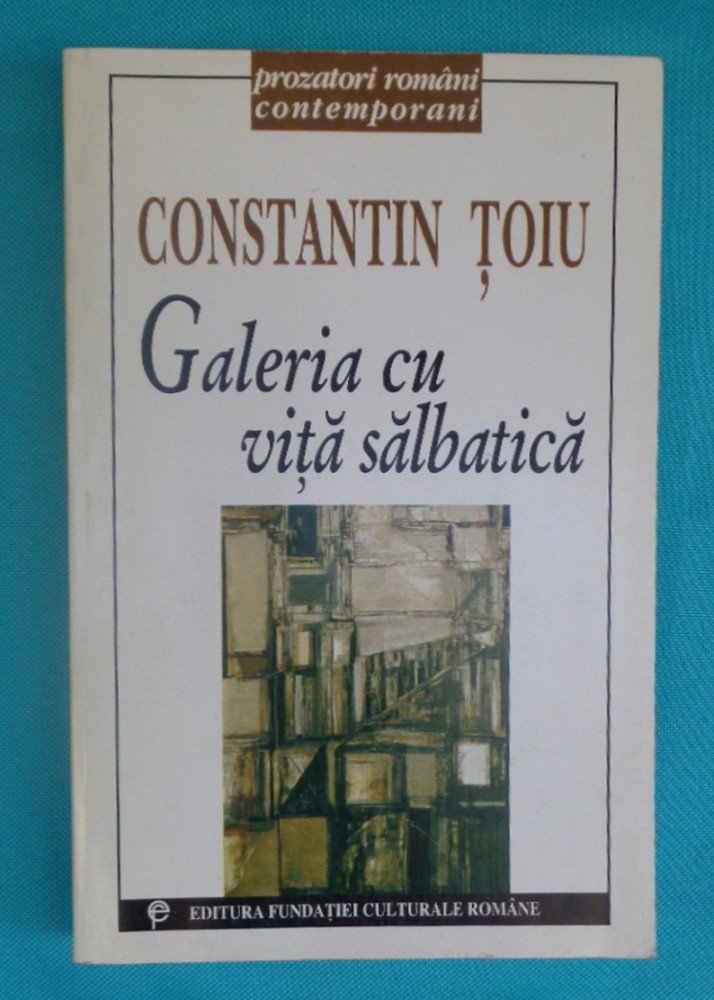 prozatori români
contemporani
CONSTANTIN ȚOIU
Galeria cu
viță sălbatică
EDITURA FUNDAȚIEI CULTURALE ROMÂNE